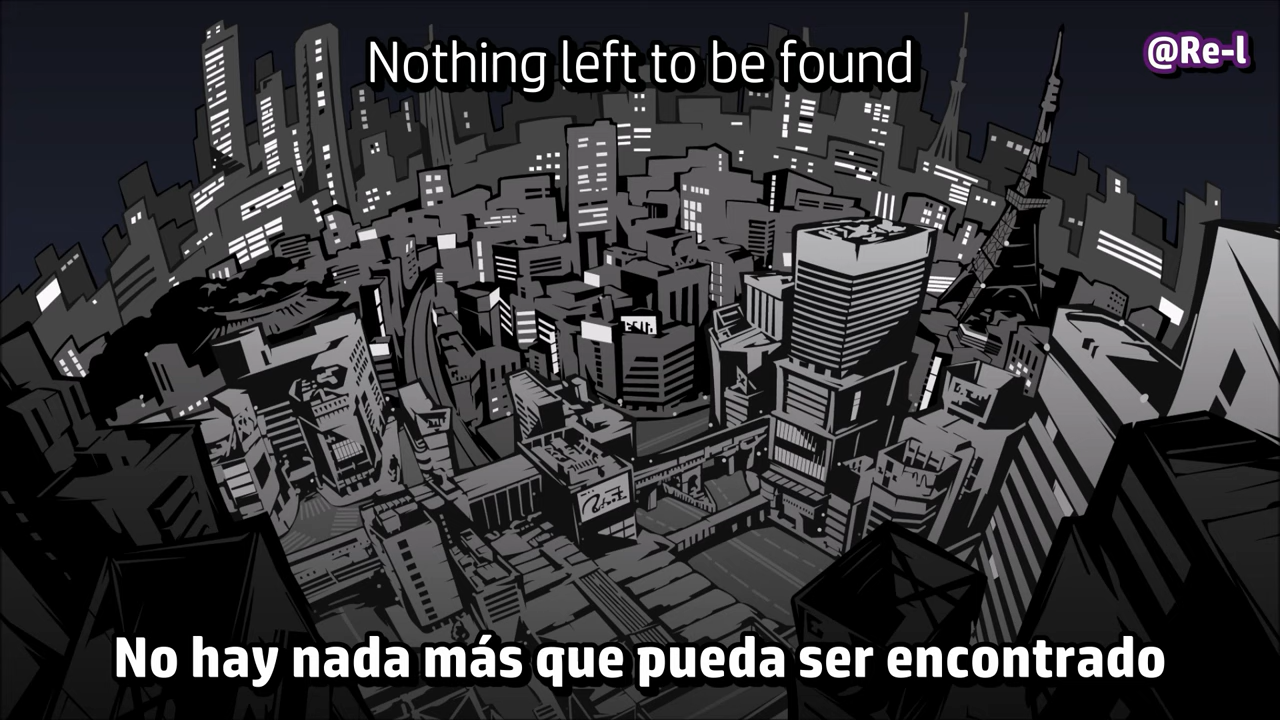 Nothing left to be found
@Re-l
No hay nada más que pueda ser encontrado